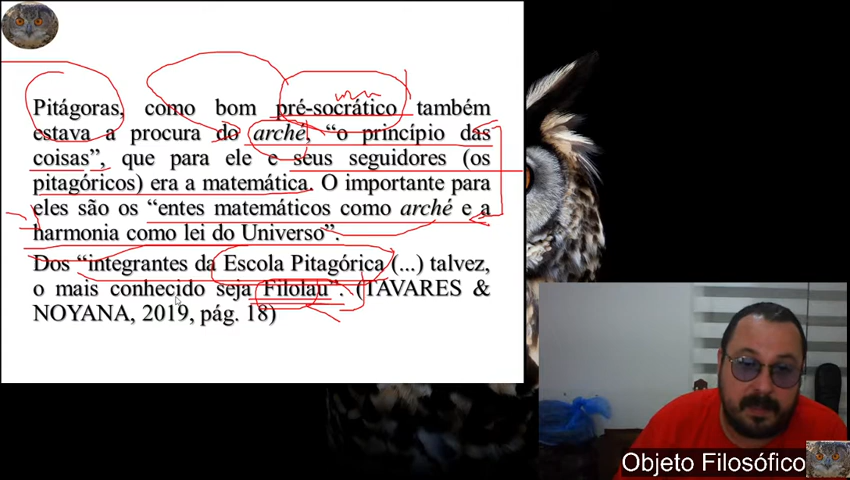 Pitágoras, como bom pré-socrático também
estava a procura do arché, “o princípio das
coisas”, que para ele e seus seguidores (os
pitagóricos) era a matemática. O importante para
eles são os “entes matemáticos como arché e a
harmonia como lei do Universo”.
Dos “integrantes da Escola Pitagórica (...) talvez,
o mais conhecido seja Filolau”. (TAVARES &
NOYANA, 2019, pág. 18)
Objeto Filosófico